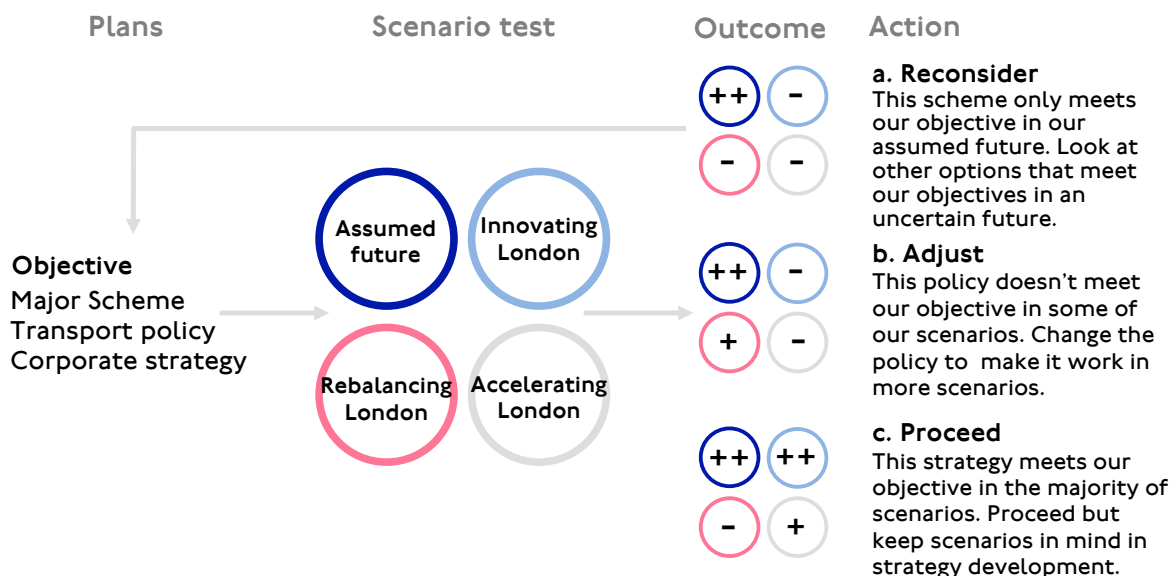 Plans
Scenario test
Outcome
Action
Objective
Major Scheme
Transport policy
Corporate strategy
Assumed
future
Innovating
London
Rebalancing
London
Accelerating
London
++
-
-
-
a. Reconsider
This scheme only meets
our objective in our
assumed future. Look at
other options that meet
our objectives in an
uncertain future.
++
-
+
-
b. Adjust
This policy doesn't meet
our objective in some of
our scenarios. Change the
policy to  make it work in
more scenarios.
++
++
-
+
c. Proceed
This strategy meets our
objective in the majority of
scenarios. Proceed but
keep scenarios in mind in
strategy development.